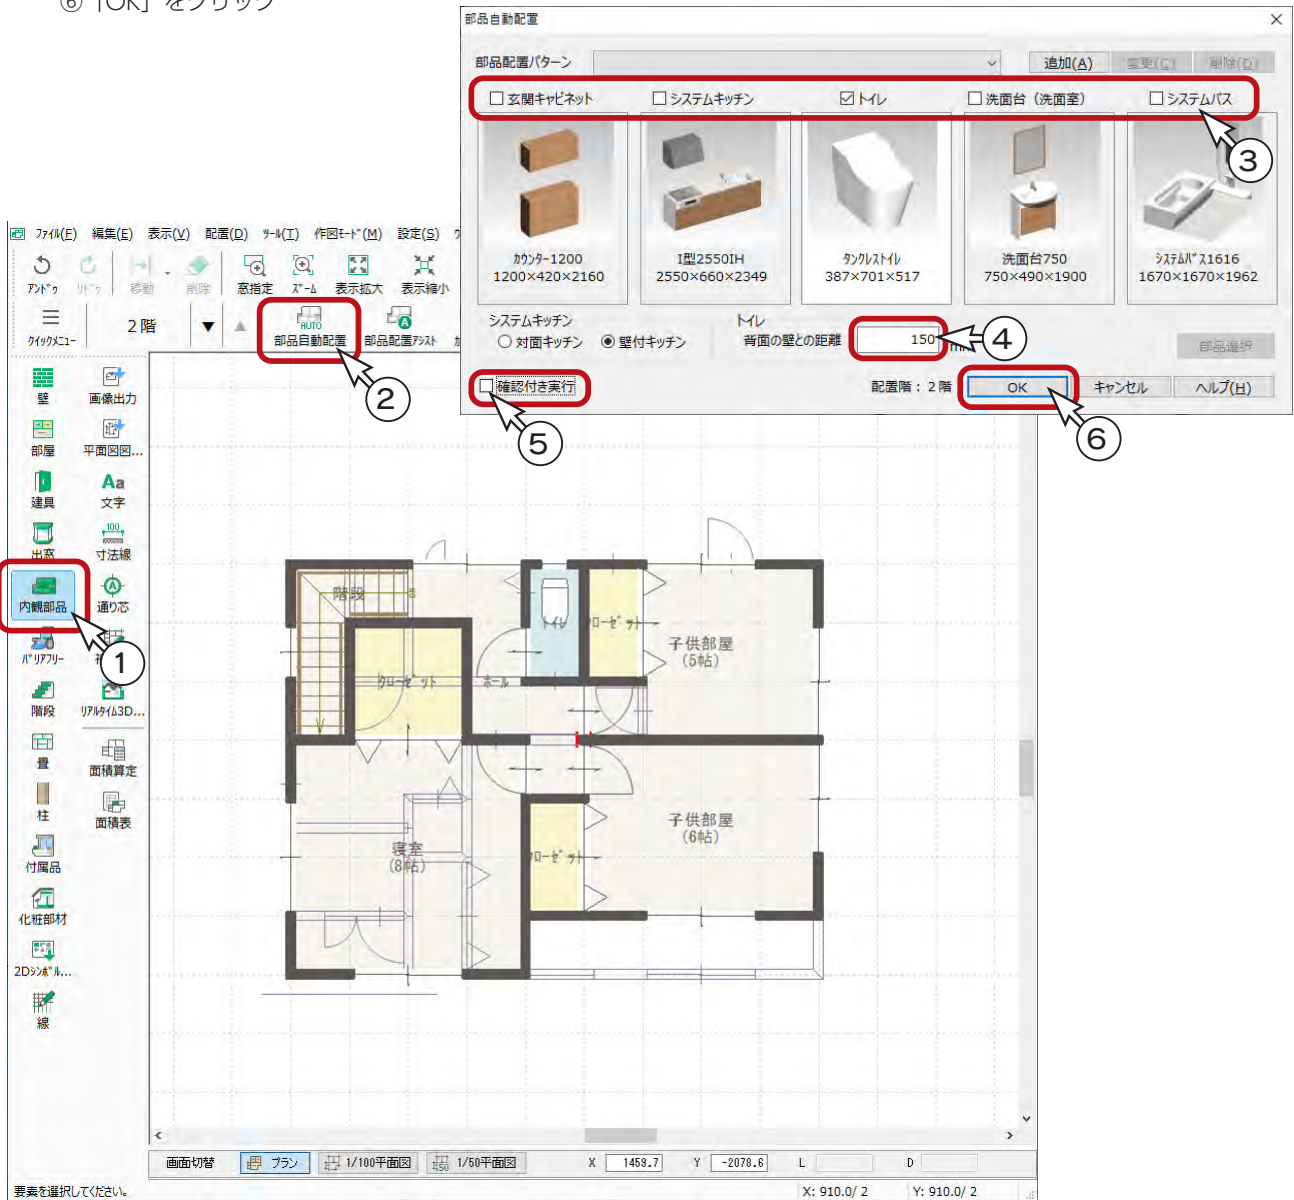 ⑥「OK」をクリック
部品自動配置
部品配置パターン
追加(A) 変更(C) 削除(D)
玄関キャビネット システムキッチン トイレ 洗面台（洗面室） システムバス
③
カウンター1200 I型2550IH タンクレストイレ 洗面台750 システムバス1616
1200×420×2160 2550×660×2349 387×701×517 750×490×1900 1670×1670×1962
システムキッチン トイレ
対面キッチン 壁付キッチン 背面の壁との距離 150 ④
部品選択
確認付き実行 配置階：2階 OK キャンセル ヘルプ(H)
⑤ ⑥
ファイル(F) 編集(E) 表示(V) 配置(D) ツール(T) 作図モード(M) 設定(S)
アンドゥ リドゥ 移動 削除 窓指定 ズーム 表示拡大 表示縮小
クイックメニュー 2階 ▼ ▲ AUTO 部品自動配置 部品配置アシスト
②
壁 画像出力
部屋 平面図図...
建具 Aa 文字
出窓 100 寸法線
内観部品 通り芯
①
バリアフリー
階段 リアルタイム3D...
畳 面積算定
柱 面積表
付属品
化粧部材
2Dシンボル...
線
階段
トイレ
クローゼット
子供部屋
(5帖)
クローゼット
ホール
子供部屋
(6帖)
寝室
(8帖)
クローゼット
画面切替 プラン 1/100平面図 1/50平面図 X 1459.7 Y -2078.6 L D
要素を選択してください。 X: 910.0/ 2 Y: 910.0/ 2